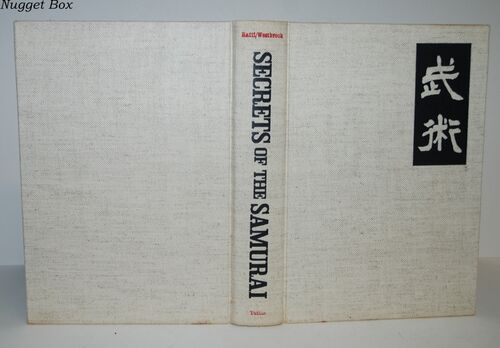 Nugget Box
Ratti/Westbrook
SECRETS OF THE SAMURAI
Tuttle
武術